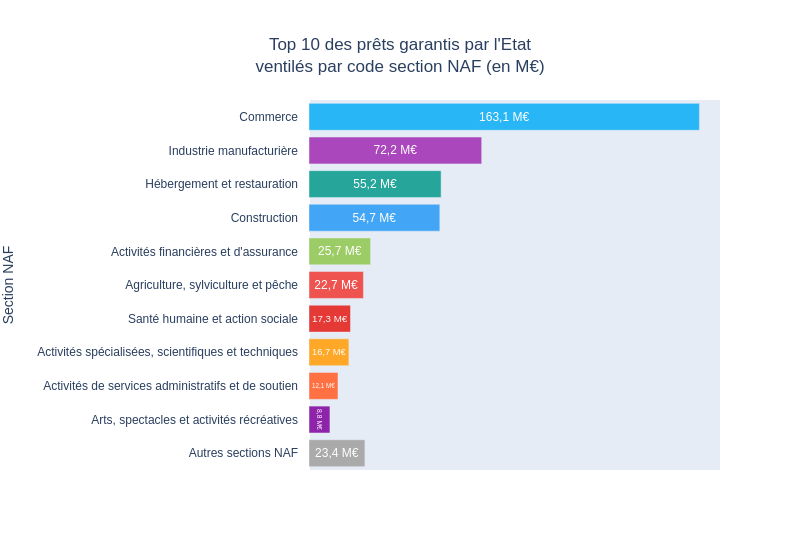 Top 10 des prêts garantis par l'Etat
ventilés par code section NAF (en M€)
Section NAF
Commerce 163,1 M€
Industrie manufacturière 72,2 M€
Hébergement et restauration 55,2 M€
Construction 54,7 M€
Activités financières et d'assurance 25,7 M€
Agriculture, sylviculture et pêche 22,7 M€
Santé humaine et action sociale 17,3 M€
Activités spécialisées, scientifiques et techniques 16,7 M€
Activités de services administratifs et de soutien 12,1 M€
Arts, spectacles et activités récréatives 8,8 M€
Autres sections NAF 23,4 M€